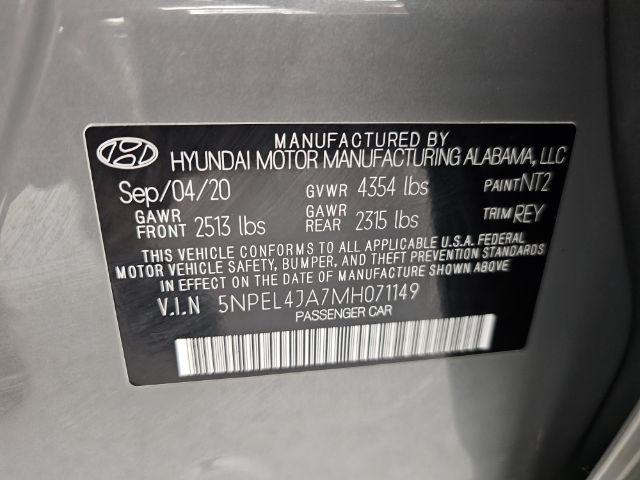 MANUFACTURED BY
HYUNDAI MOTOR MANUFACTURING ALABAMA, LLC
Sep/04/20 GVWR 4354 lbs PAINT NT2
GAWR FRONT 2513 lbs GAWR REAR 2315 lbs TRIM REY
THIS VEHICLE CONFORMS TO ALL APPLICABLE U.S.A. FEDERAL
MOTOR VEHICLE SAFETY, BUMPER, AND THEFT PREVENTION STANDARDS
IN EFFECT ON THE DATE OF MANUFACTURE SHOWN ABOVE.
V.I.N 5NPEL4JA7MH071149
PASSENGER CAR